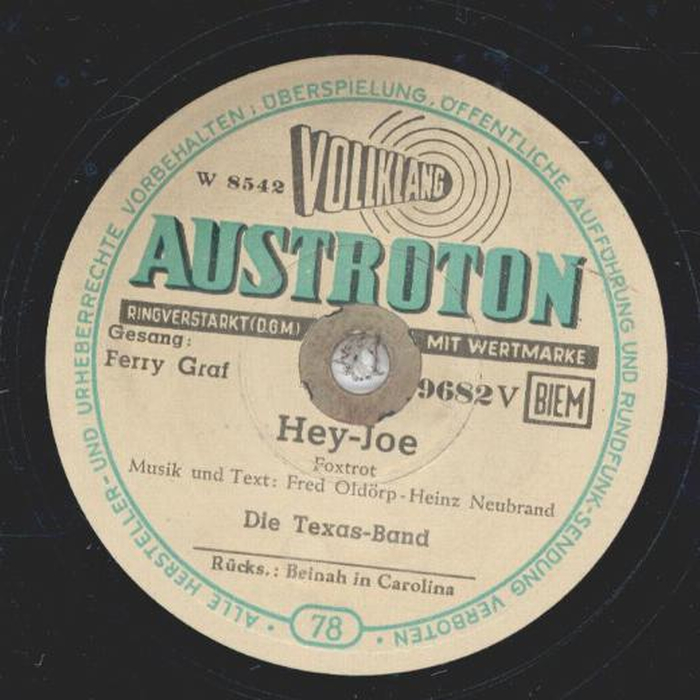 ALLE HERSTELLER- UND URHEBERRECHTE VORBEHALTEN; ÜBERSPIELUNG, ÖFFENTLICHE AUFFÜHRUNG UND RUNDFUNK-SENDUNG VERBOTEN
W 8542
VOLLKLANG
AUSTROTON
RINGVERSTÄRKT (D.G.M.) MIT WERTMARKE
Gesang:
Ferry Graf
9682 V BIEM
Hey-Joe
Foxtrot
Musik und Text: Fred Oldörp-Heinz Neubrand
Die Texas-Band
Rücks.: Beinah in Carolina
78